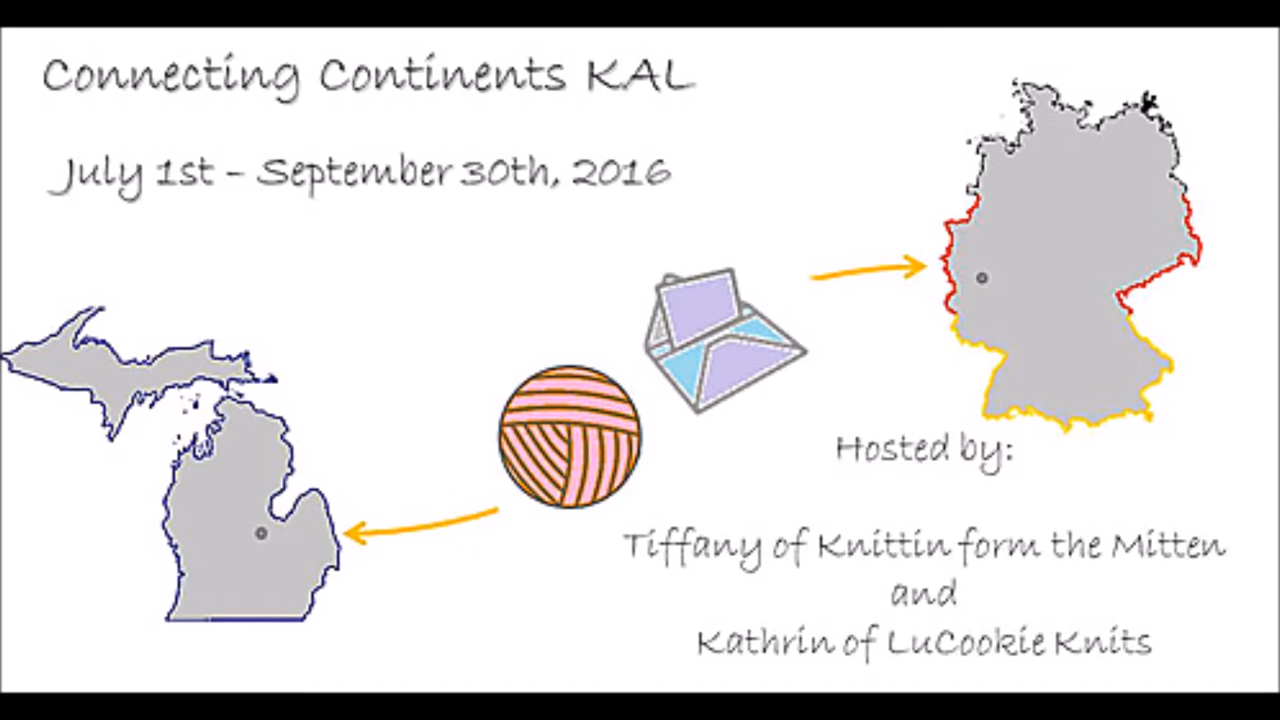 Connecting Continents KAL
July 1st - September 30th, 2016
Hosted by:
Tiffany of Knittin form the Mitten
and
Kathrin of LuCookie Knits